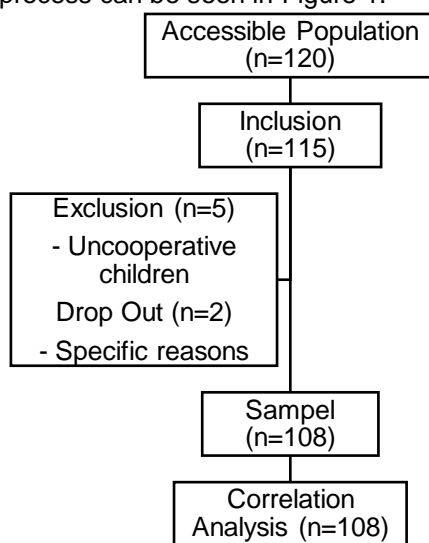 process can be seen in Figure 1.
Accessible Population
(n=120)
Inclusion
(n=115)
Exclusion (n=5)
- Uncooperative
children
Drop Out (n=2)
- Specific reasons
Sampel
(n=108)
Correlation
Analysis (n=108)